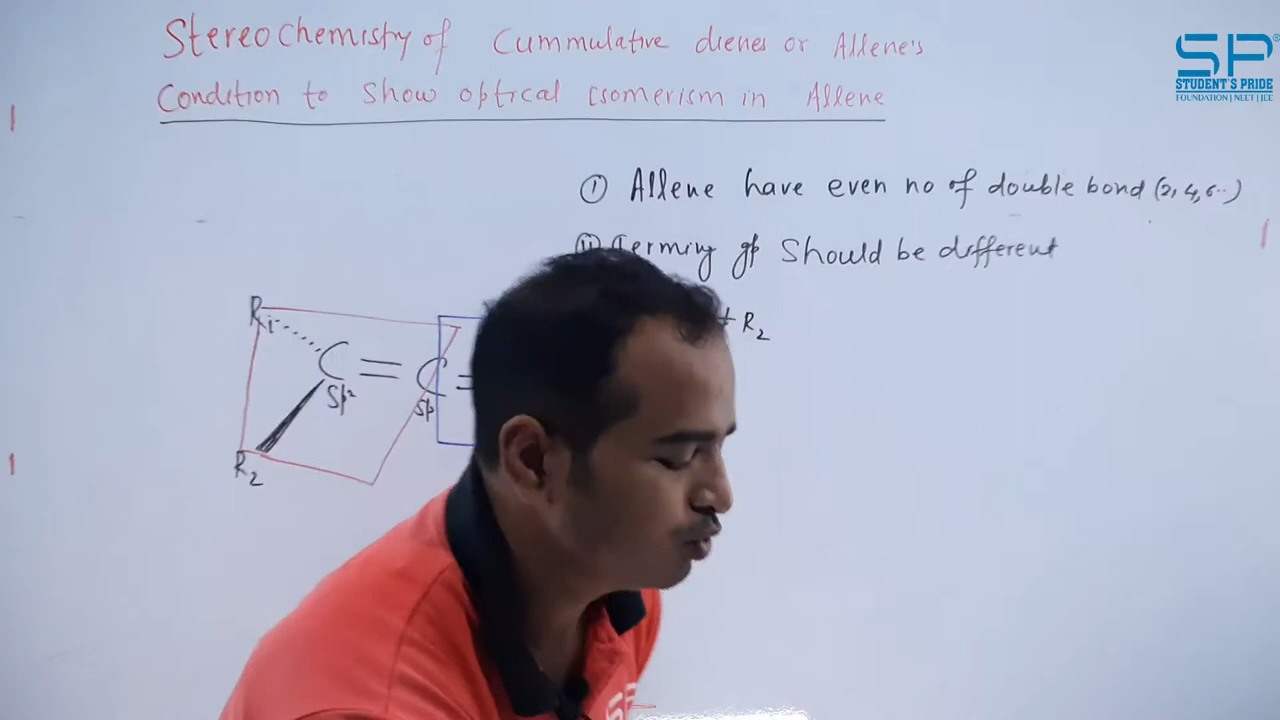 Stereochemistry of Cummulative dienes or Allene's
Condition to show optical isomerism in Allene
SP
STUDENT'S PRIDE
FOUNDATION | NEET | JEE
① Allene have even no of double bond (2, 4, 6..)
gp should be different
R1
R2
C = C =
sp²
sp
R2
SP